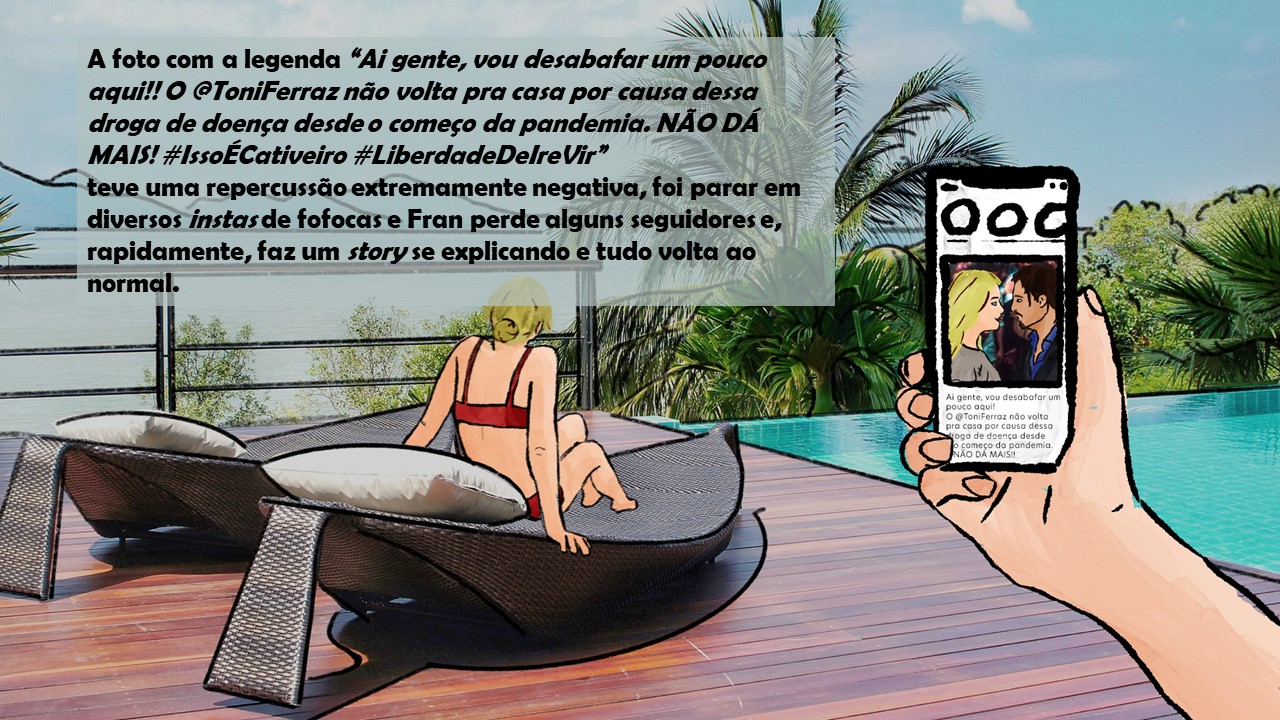 A foto com a legenda “Ai gente, vou desabafar um pouco
aqui!! O @ToniFerraz não volta pra casa por causa dessa
droga de doença desde o começo da pandemia. NÃO DÁ
MAIS! #IssoÉCativeiro #LiberdadeDeIreVir”
teve uma repercussão extremamente negativa, foi parar em
diversos instas de fofocas e Fran perde alguns seguidores e,
rapidamente, faz um story se explicando e tudo volta ao
normal.
Ai gente, vou desabafar um
pouco aqui!
O @ToniFerraz não volta
pra casa por causa dessa
droga de doença desde
o começo da pandemia.
NÃO DÁ MAIS!!